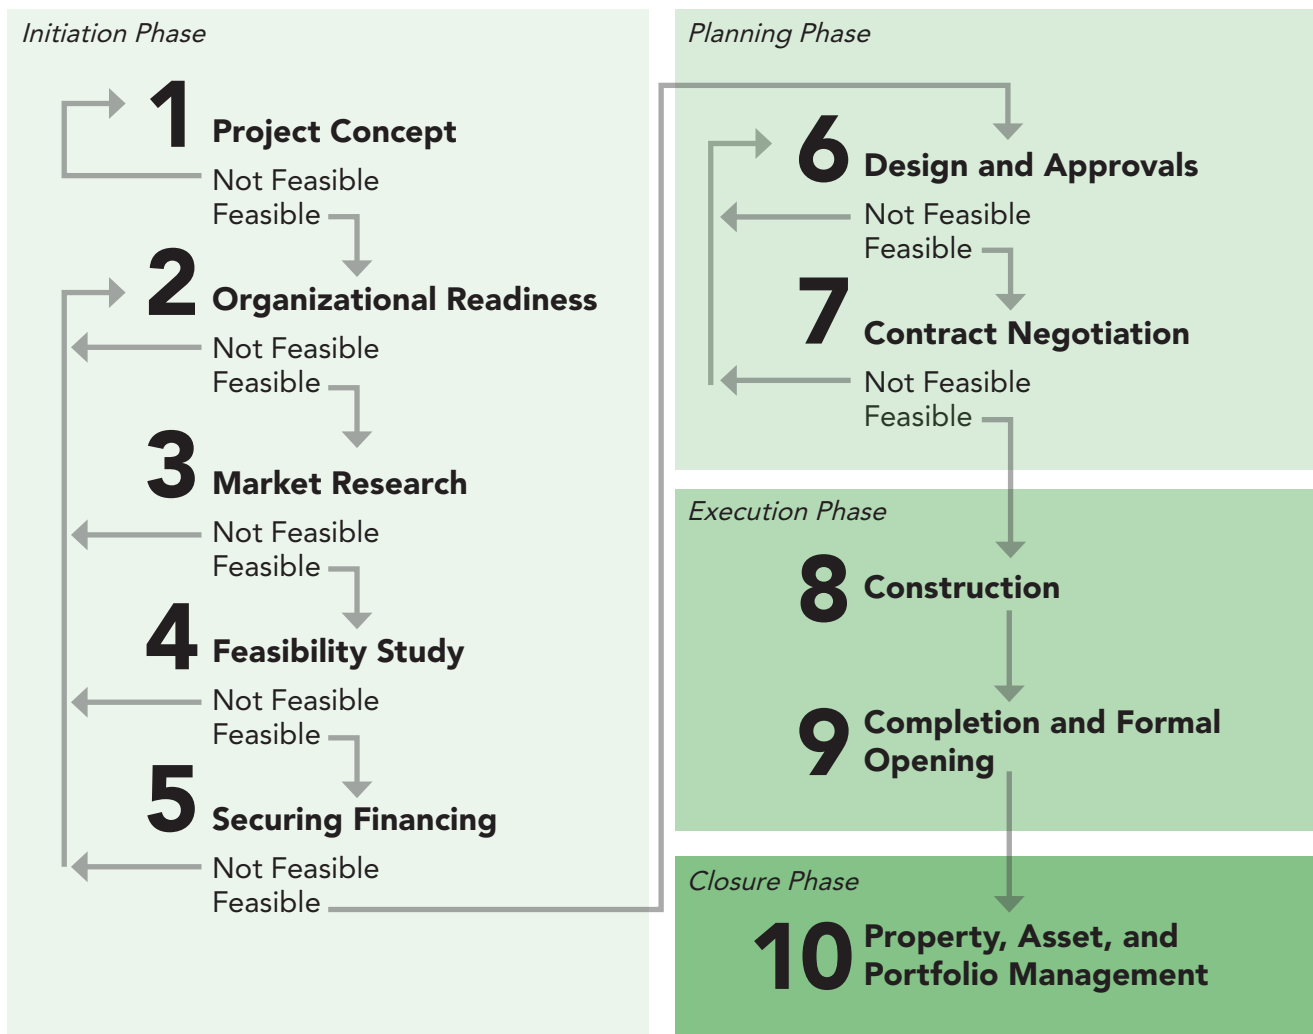 Initiation Phase
1 Project Concept
Not Feasible
Feasible
2 Organizational Readiness
Not Feasible
Feasible
3 Market Research
Not Feasible
Feasible
4 Feasibility Study
Not Feasible
Feasible
5 Securing Financing
Not Feasible
Feasible
Planning Phase
6 Design and Approvals
Not Feasible
Feasible
7 Contract Negotiation
Not Feasible
Feasible
Execution Phase
8 Construction
9 Completion and Formal
Opening
Closure Phase
10 Property, Asset, and
Portfolio Management